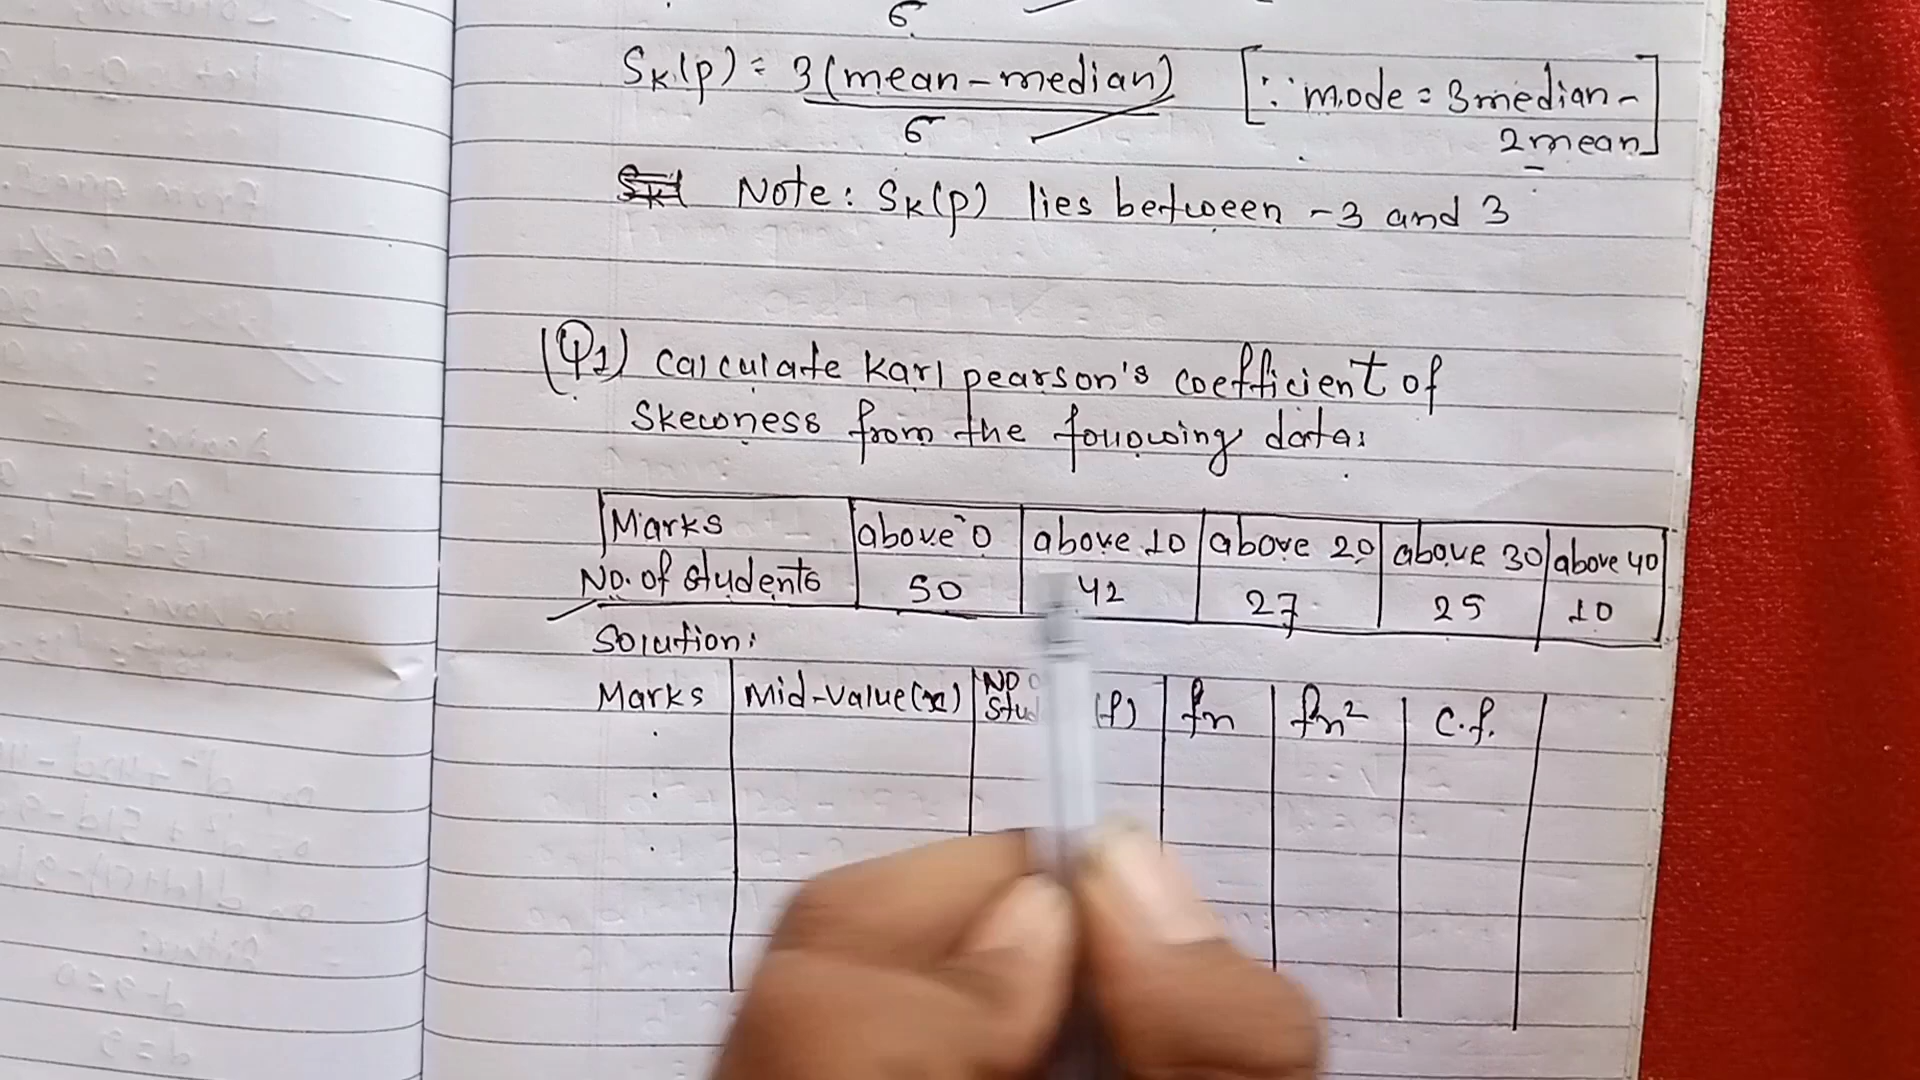 σ
Sk(p) = 3(mean-median) [∵ mode = 3median-
σ 2mean]
Note: Sk(p) lies between -3 and 3
(Q1) calculate Karl pearson's coefficient of
Skewness from the following data:
Marks above 0 above 10 above 20 above 30 above 40
No. of students 50 42 27 25 10
Solution:
Marks Mid-value(x) No (f) fx fx² c.f.